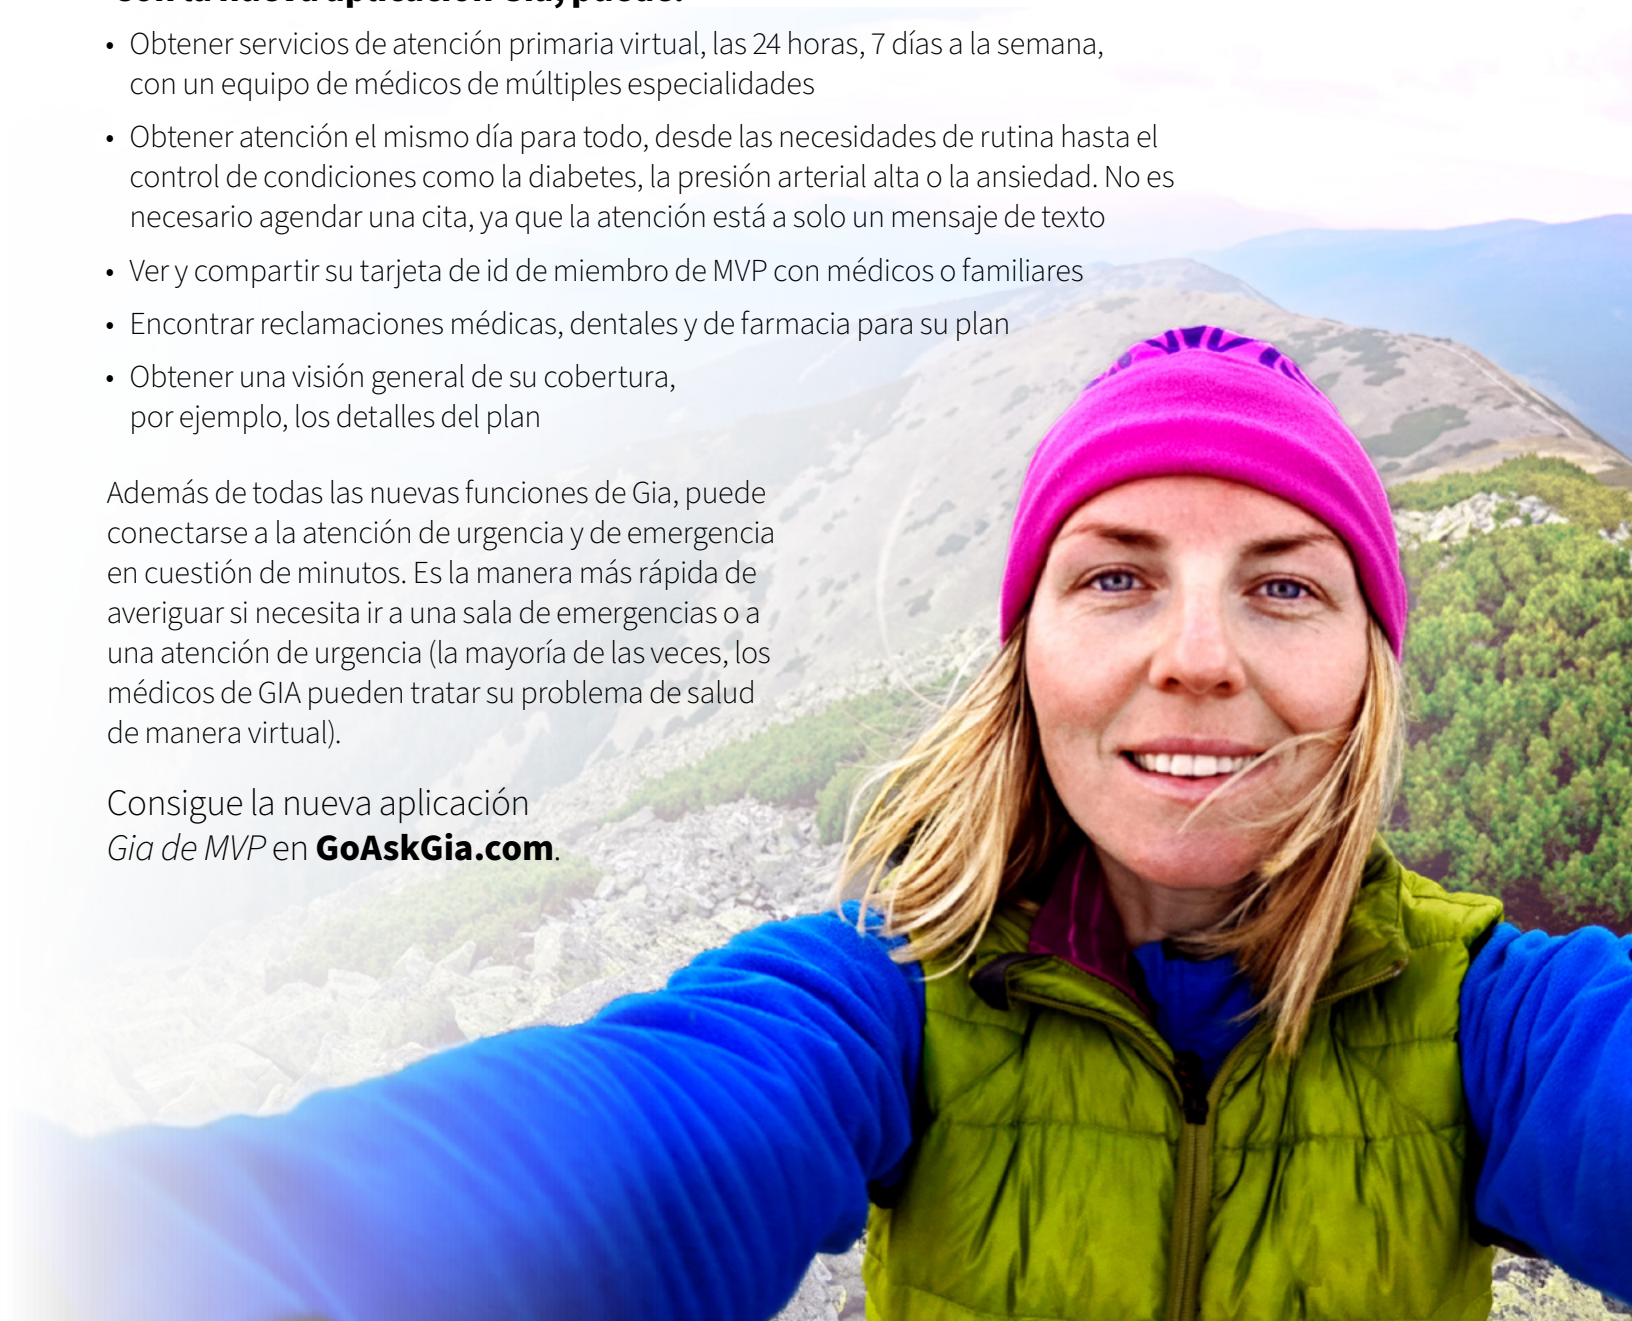 con la nueva aplicación Gia, puede:
• Obtener servicios de atención primaria virtual, las 24 horas, 7 días a la semana,
con un equipo de médicos de múltiples especialidades
• Obtener atención el mismo día para todo, desde las necesidades de rutina hasta el
control de condiciones como la diabetes, la presión arterial alta o la ansiedad. No es
necesario agendar una cita, ya que la atención está a solo un mensaje de texto
• Ver y compartir su tarjeta de id de miembro de MVP con médicos o familiares
• Encontrar reclamaciones médicas, dentales y de farmacia para su plan
• Obtener una visión general de su cobertura,
por ejemplo, los detalles del plan
Además de todas las nuevas funciones de Gia, puede
conectarse a la atención de urgencia y de emergencia
en cuestión de minutos. Es la manera más rápida de
averiguar si necesita ir a una sala de emergencias o a
una atención de urgencia (la mayoría de las veces, los
médicos de GIA pueden tratar su problema de salud
de manera virtual).
Consigue la nueva aplicación
Gia de MVP en GoAskGia.com.